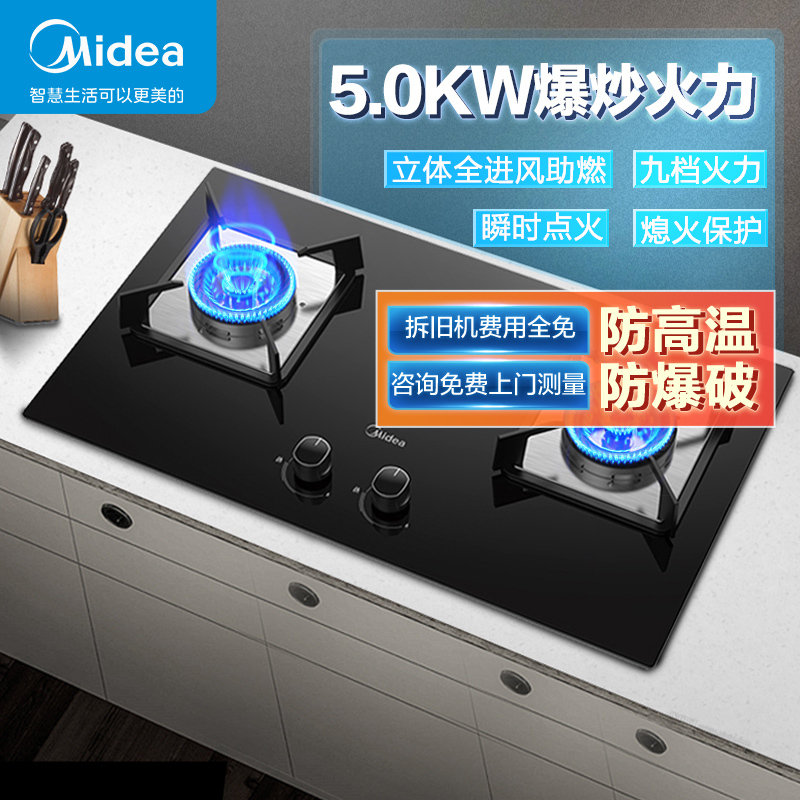 Midea
智慧生活可以更美的
5.0KW爆炒火力
立体全进风助燃
九档火力
瞬时点火
熄火保护
拆旧机费用全免
防高温
咨询免费上门测量
防爆破
Midea